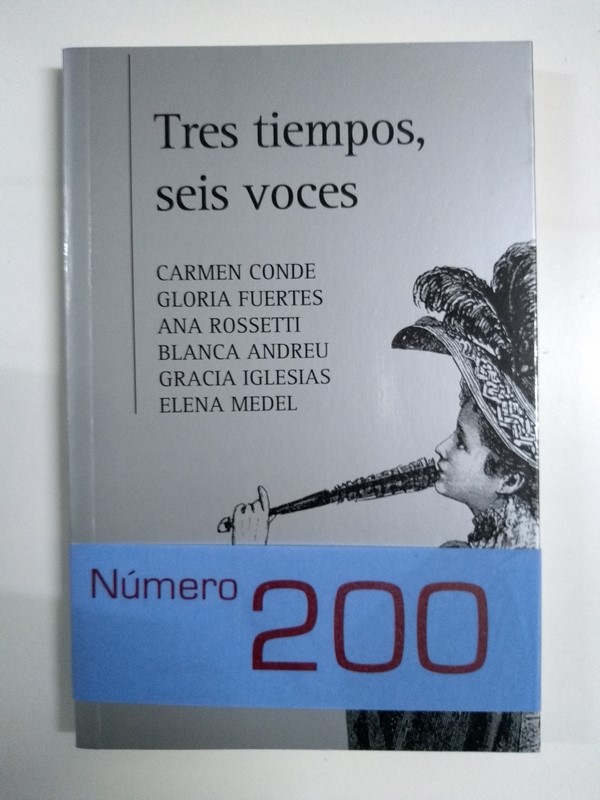 Tres tiempos,
seis voces
CARMEN CONDE
GLORIA FUERTES
ANA ROSSETTI
BLANCA ANDREU
GRACIA IGLESIAS
ELENA MEDEL
Número 200